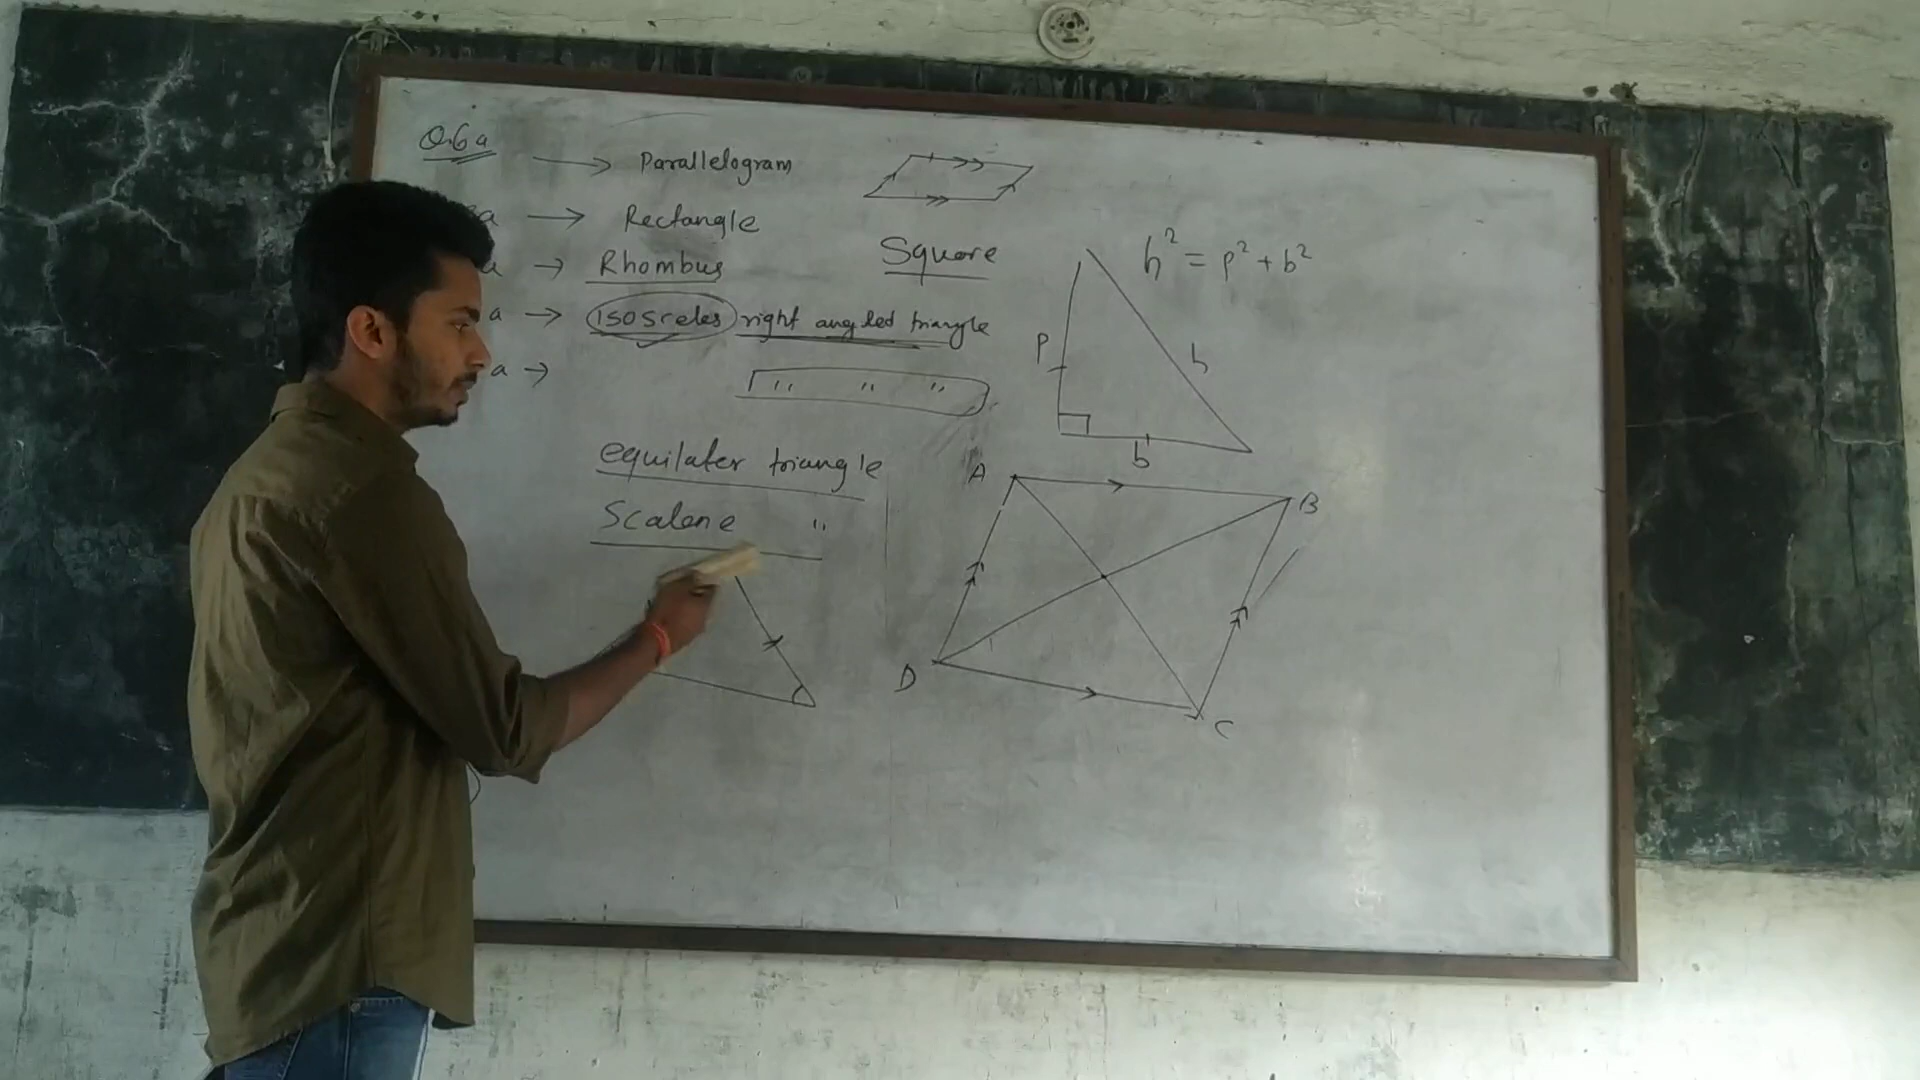 Q.6a → Parallelogram
a → Rectangle
a → Rhombus
Square
h² = p² + b²
a → isosceles right angled triangle
a →
" " "
p
h
b
equilater triangle
Scalene "
A
B
D
C